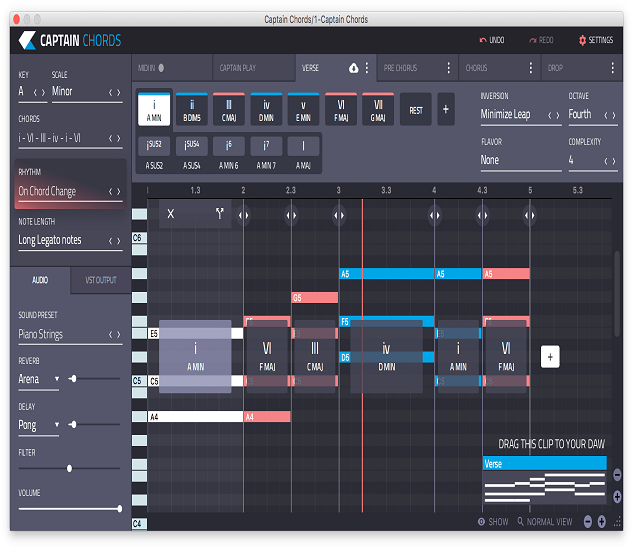 Captain Chords/1-Captain Chords
CAPTAIN CHORDS
UNDO
REDO
SETTINGS
KEY
SCALE
A
Minor
CHORDS
i - VI - III - iv - i - VI
RHYTHM
On Chord Change
NOTE LENGTH
Long Legato notes
AUDIO
VST OUTPUT
SOUND PRESET
Piano Strings
REVERB
Arena
DELAY
Pong
FILTER
VOLUME
MIDI IN
CAPTAIN PLAY
VERSE
PRE CHORUS
CHORUS
DROP
i ii III iv v VI VII
A MIN B DIM5 C MAJ D MIN E MIN F MAJ G MAJ
REST
+
iSUS2 iSUS4 i6 i7 I
A SUS2 A SUS4 A MIN 6 A MIN 7 A MAJ
INVERSION
OCTAVE
Minimize Leap
Fourth
FLAVOR
COMPLEXITY
None
4
1.3 2 2.3 3 3.3 4 4.3 5 5.3
X
C6
A5 A5 A5
G5
F5
E5
D5
C5 C5
i VI III iv i VI
A MIN F MAJ C MAJ D MIN A MIN F MAJ
+
A4 A4
DRAG THIS CLIP TO YOUR DAW
Verse
C4
SHOW
NORMAL VIEW